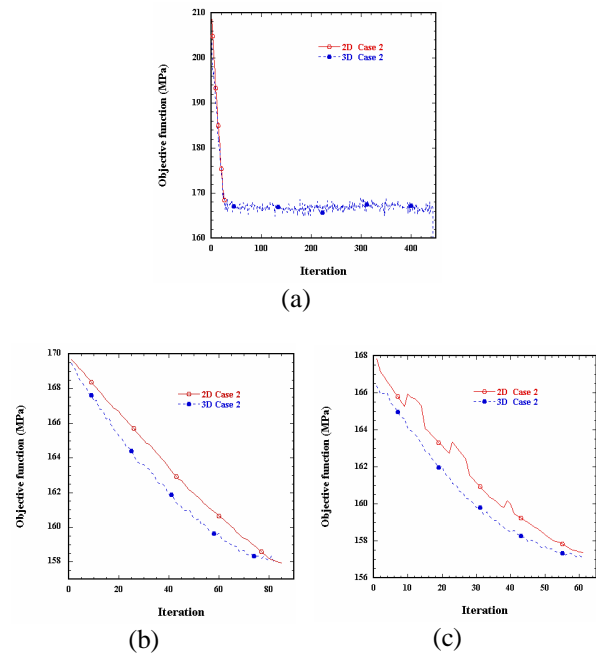 210
200
190
180
170
160
Objective function (MPa)
2D Case 2
3D Case 2
0
100
200
300
400
Iteration
(a)
170
168
166
164
162
160
158
Objective function (MPa)
2D Case 2
3D Case 2
0
20
40
60
80
Iteration
(b)
168
166
164
162
160
158
156
Objective function (MPa)
2D Case 2
3D Case 2
0
10
20
30
40
50
60
Iteration
(c)